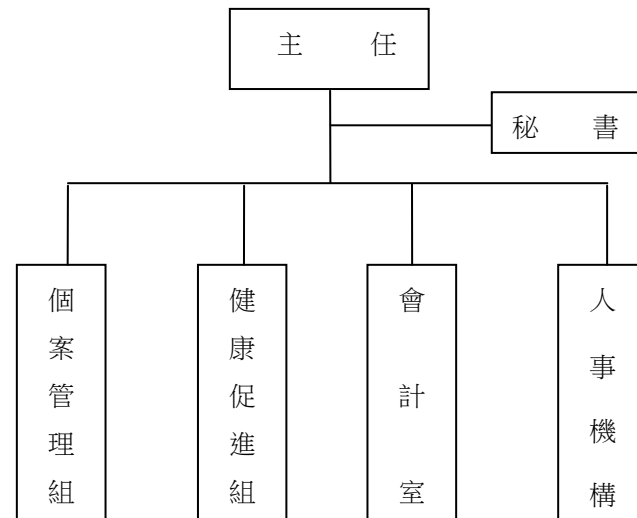 主任
秘書
個案管理組
健康促進組
會計室
人事機構